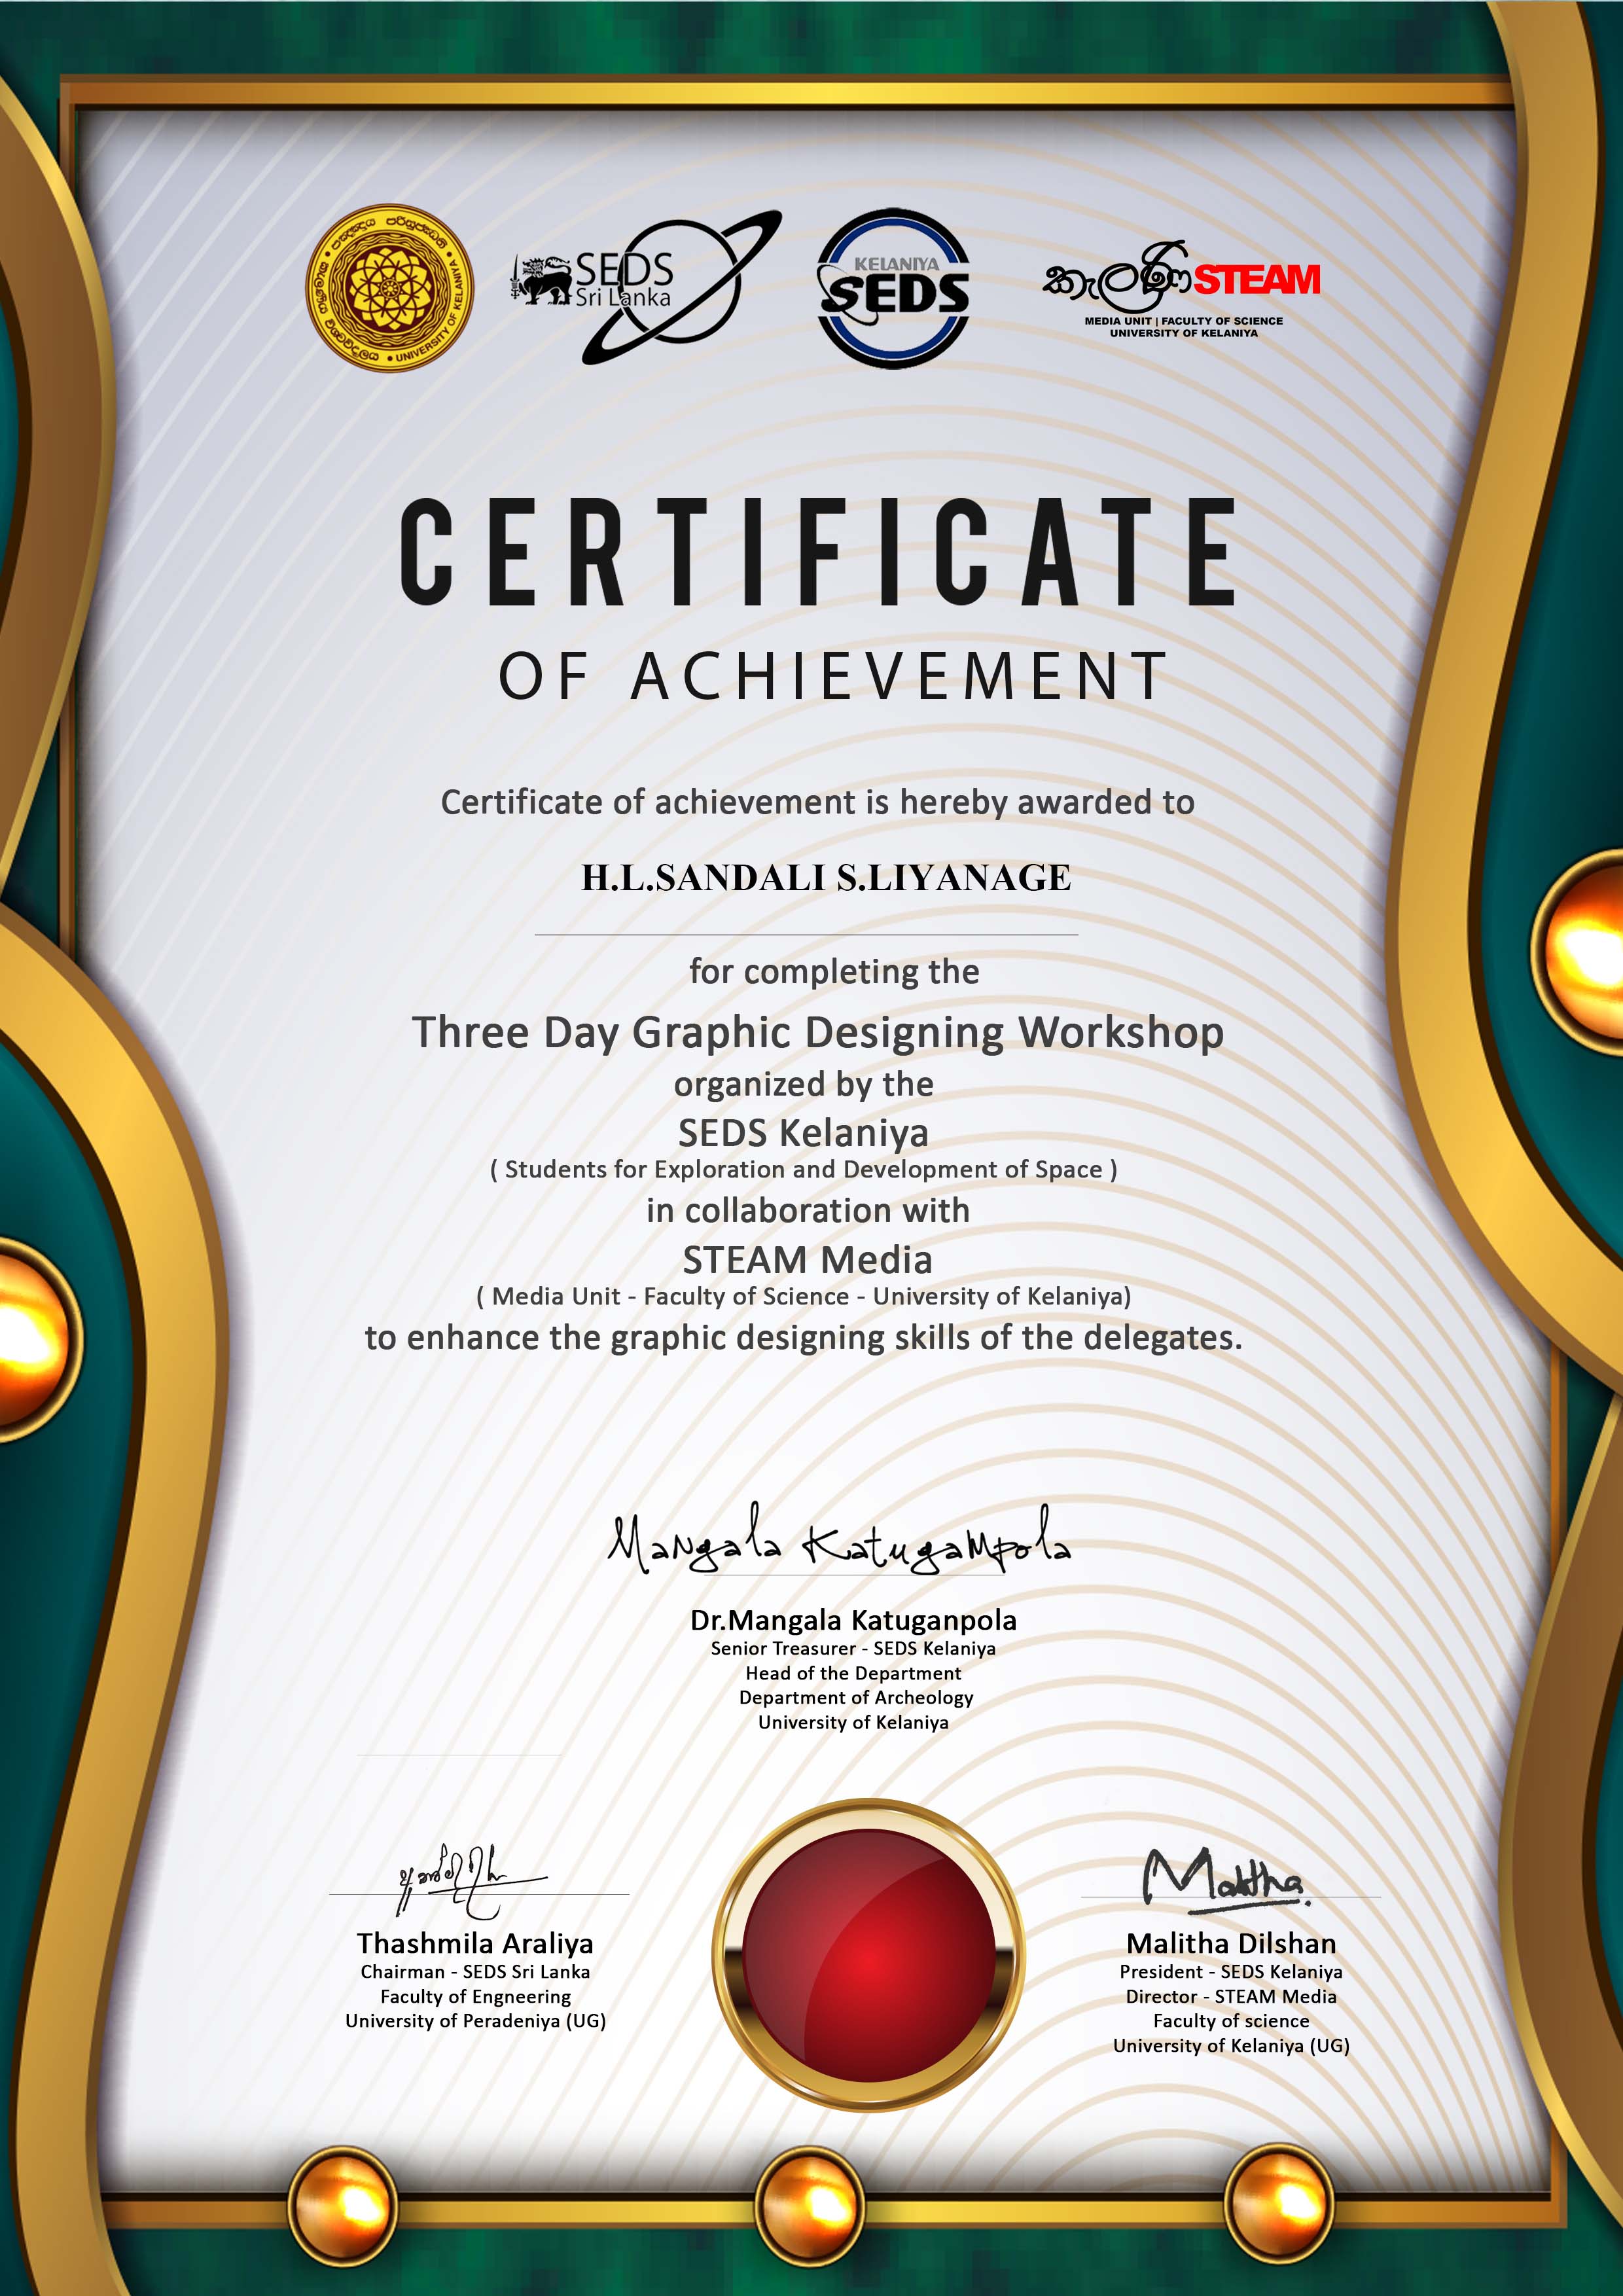 පඤ්ඤාය පරිසුජ්ඣති
කැලණිය විශ්වවිද්‍යාලය • UNIVERSITY OF KELANIYA •
SEDS
Sri Lanka
KELANIYA
SEDS
කැලණි STEAM
MEDIA UNIT | FACULTY OF SCIENCE
UNIVERSITY OF KELANIYA
CERTIFICATE
OF ACHIEVEMENT
Certificate of achievement is hereby awarded to
H.L.SANDALI S.LIYANAGE
for completing the
Three Day Graphic Designing Workshop
organized by the
SEDS Kelaniya
( Students for Exploration and Development of Space )
in collaboration with
STEAM Media
( Media Unit - Faculty of Science - University of Kelaniya)
to enhance the graphic designing skills of the delegates.
Mangala Katugampola
Dr.Mangala Katuganpola
Senior Treasurer - SEDS Kelaniya
Head of the Department
Department of Archeology
University of Kelaniya
Thashmila Araliya
Chairman - SEDS Sri Lanka
Faculty of Engneering
University of Peradeniya (UG)
Malitha
Malitha Dilshan
President - SEDS Kelaniya
Director - STEAM Media
Faculty of science
University of Kelaniya (UG)